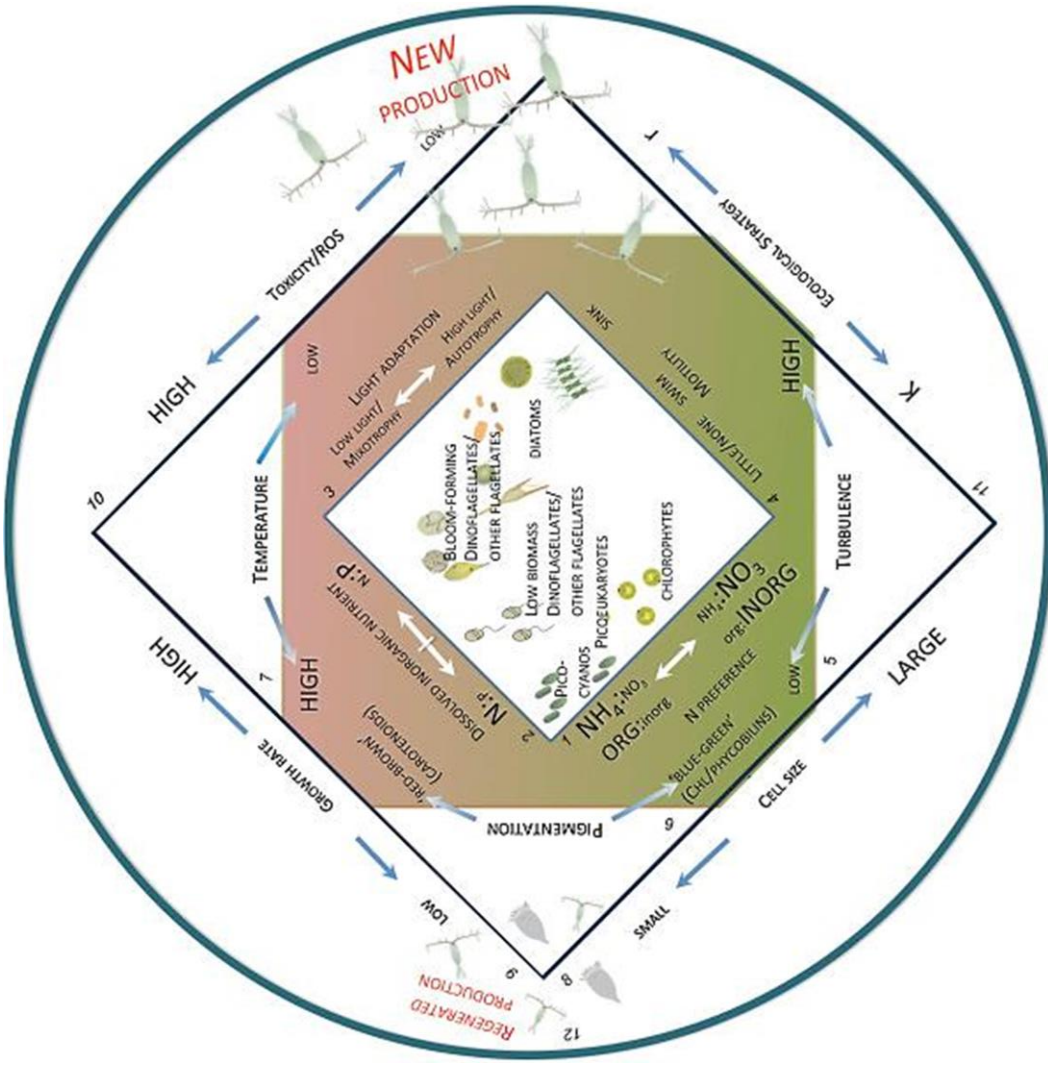 NEW
PRODUCTION
LOW
TOXICITY/ROS
HIGH
10
r
ECOLOGICAL STRATEGY
K
11
LOW
TEMPERATURE
HIGH
7
LIGHT ADAPTATION
LOW LIGHT/
MIXOTROPHY
HIGH LIGHT/
AUTOTROPHY
3
SINK
MOTILITY
SWIM
LITTLE/NONE
4
HIGH
TURBULENCE
LOW
5
BLOOM-FORMING
DINOFLAGELLATES/
OTHER FLAGELLATES
DIATOMS
LOW BIOMASS
DINOFLAGELLATES/
OTHER FLAGELLATES
PICOEUKARYOTES
CHLOROPHYTES
PICO-
CYANOS
N:P
DISSOLVED INORGANIC NUTRIENT
N:P
2
1
NH4:NO3
ORG:inorg
N PREFERENCE
NH4:NO3
org:INORG
'RED-BROWN'
(CAROTENOIDS)
PIGMENTATION
'BLUE-GREEN'
(CHL/PHYCOBILINS)
6
HIGH
GROWTH RATE
LOW
9
LARGE
CELL SIZE
SMALL
8
REGENERATED
PRODUCTION
12